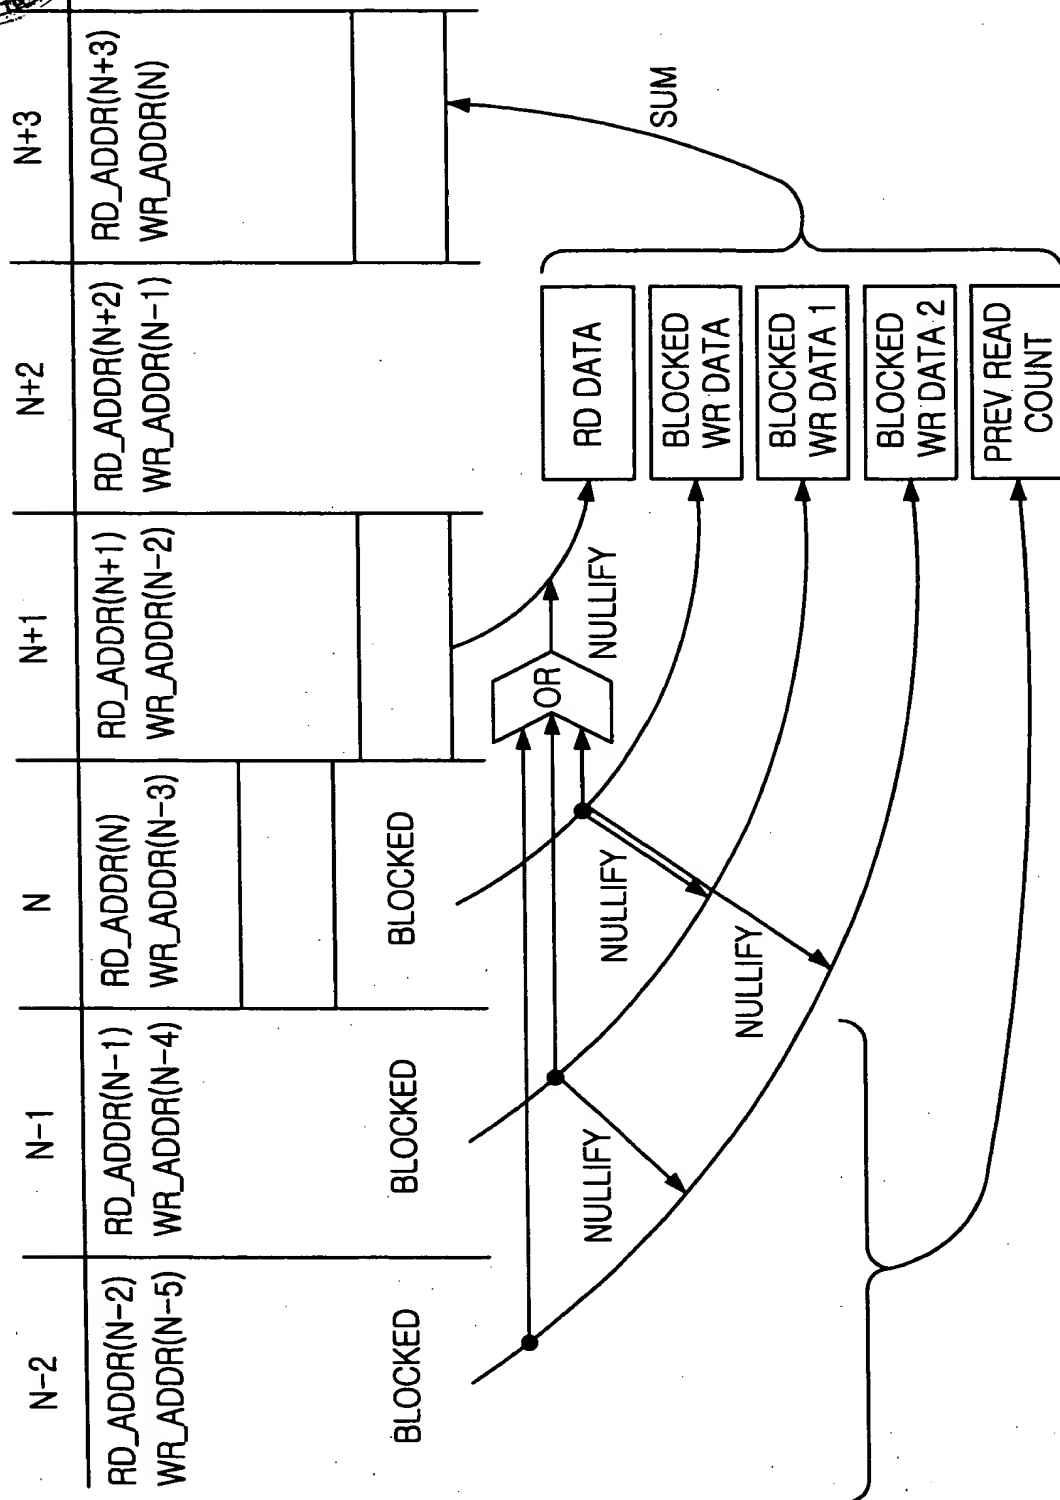 N-2
N-1
N
N+1
N+2
N+3
RD_ADDR(N-2)
WR_ADDR(N-5)
RD_ADDR(N-1)
WR_ADDR(N-4)
RD_ADDR(N)
WR_ADDR(N-3)
RD_ADDR(N+1)
WR_ADDR(N-2)
RD_ADDR(N+2)
WR_ADDR(N-1)
RD_ADDR(N+3)
WR_ADDR(N)
BLOCKED
BLOCKED
BLOCKED
OR
NULLIFY
NULLIFY
NULLIFY
NULLIFY
RD DATA
BLOCKED
WR DATA
BLOCKED
WR DATA 1
BLOCKED
WR DATA 2
PREV READ
COUNT
SUM